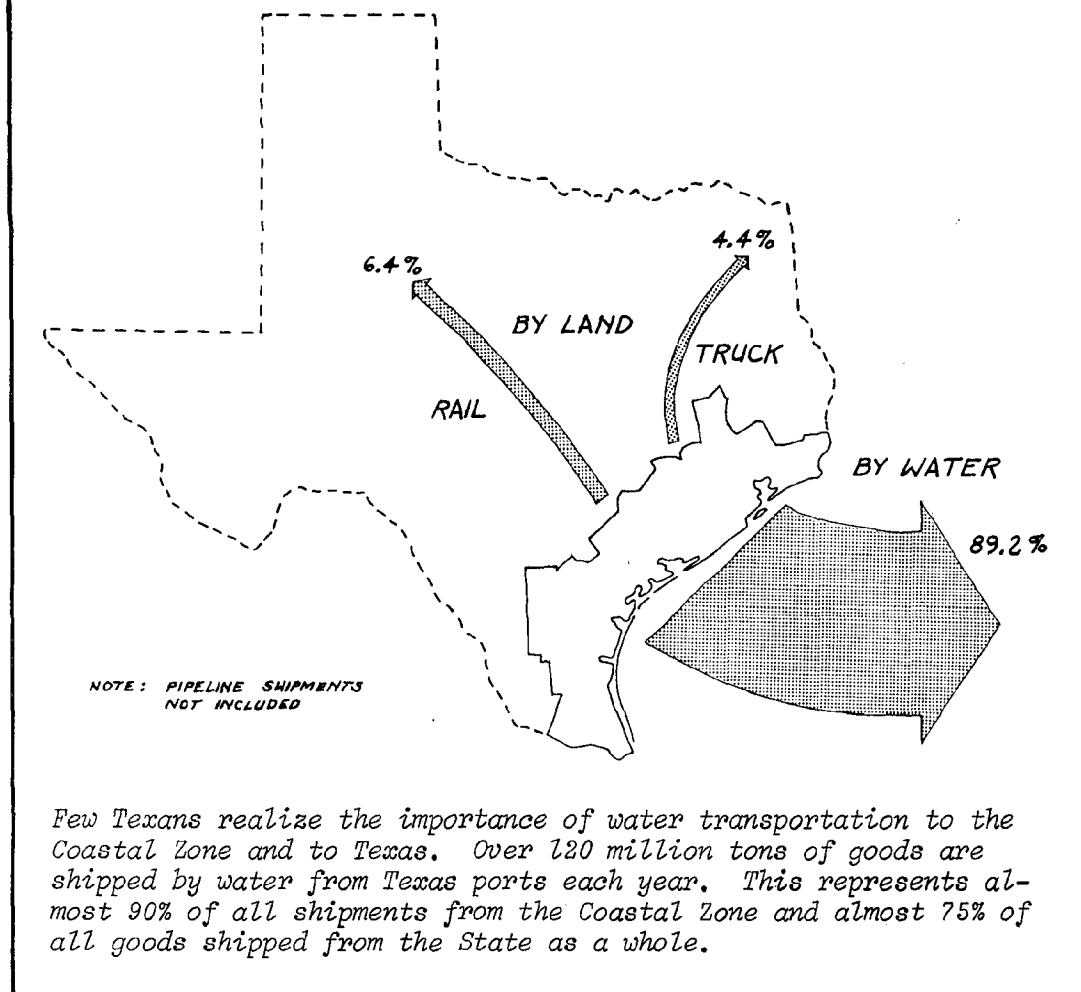 4.4%
6.4%
BY LAND
TRUCK
RAIL
BY WATER
89.2%
NOTE: PIPELINE SHIPMENTS
NOT INCLUDED
Few Texans realize the importance of water transportation to the
Coastal Zone and to Texas. Over 120 million tons of goods are
shipped by water from Texas ports each year. This represents al-
most 90% of all shipments from the Coastal Zone and almost 75% of
all goods shipped from the State as a whole.